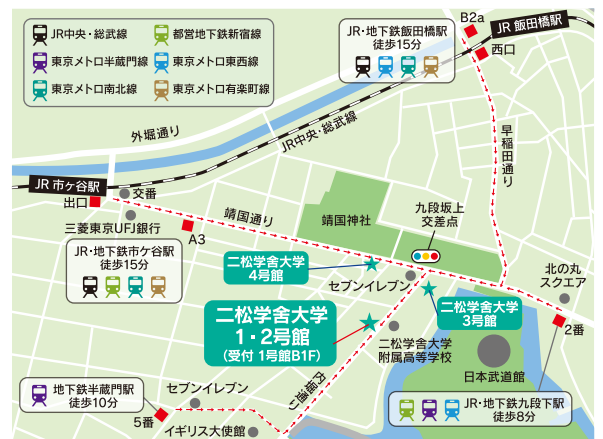 JR中央・総武線
都営地下鉄新宿線
東京メトロ半蔵門線
東京メトロ東西線
東京メトロ南北線
東京メトロ有楽町線
JR・地下鉄飯田橋駅
徒歩15分
B2a
JR 飯田橋駅
西口
外堀通り
JR中央・総武線
早稲田通り
JR 市ヶ谷駅
出口
交番
三菱東京UFJ銀行
A3
靖国通り
靖国神社
九段坂上
交差点
JR・地下鉄市ケ谷駅
徒歩15分
二松学舎大学
4号館
セブンイレブン
北の丸
スクエア
二松学舎大学
3号館
二松学舎大学
1・2号館
(受付 1号館B1F)
2番
二松学舎大学
附属高等学校
日本武道館
内堀通り
地下鉄半蔵門駅
徒歩10分
セブンイレブン
5番
イギリス大使館
JR・地下鉄九段下駅
徒歩8分